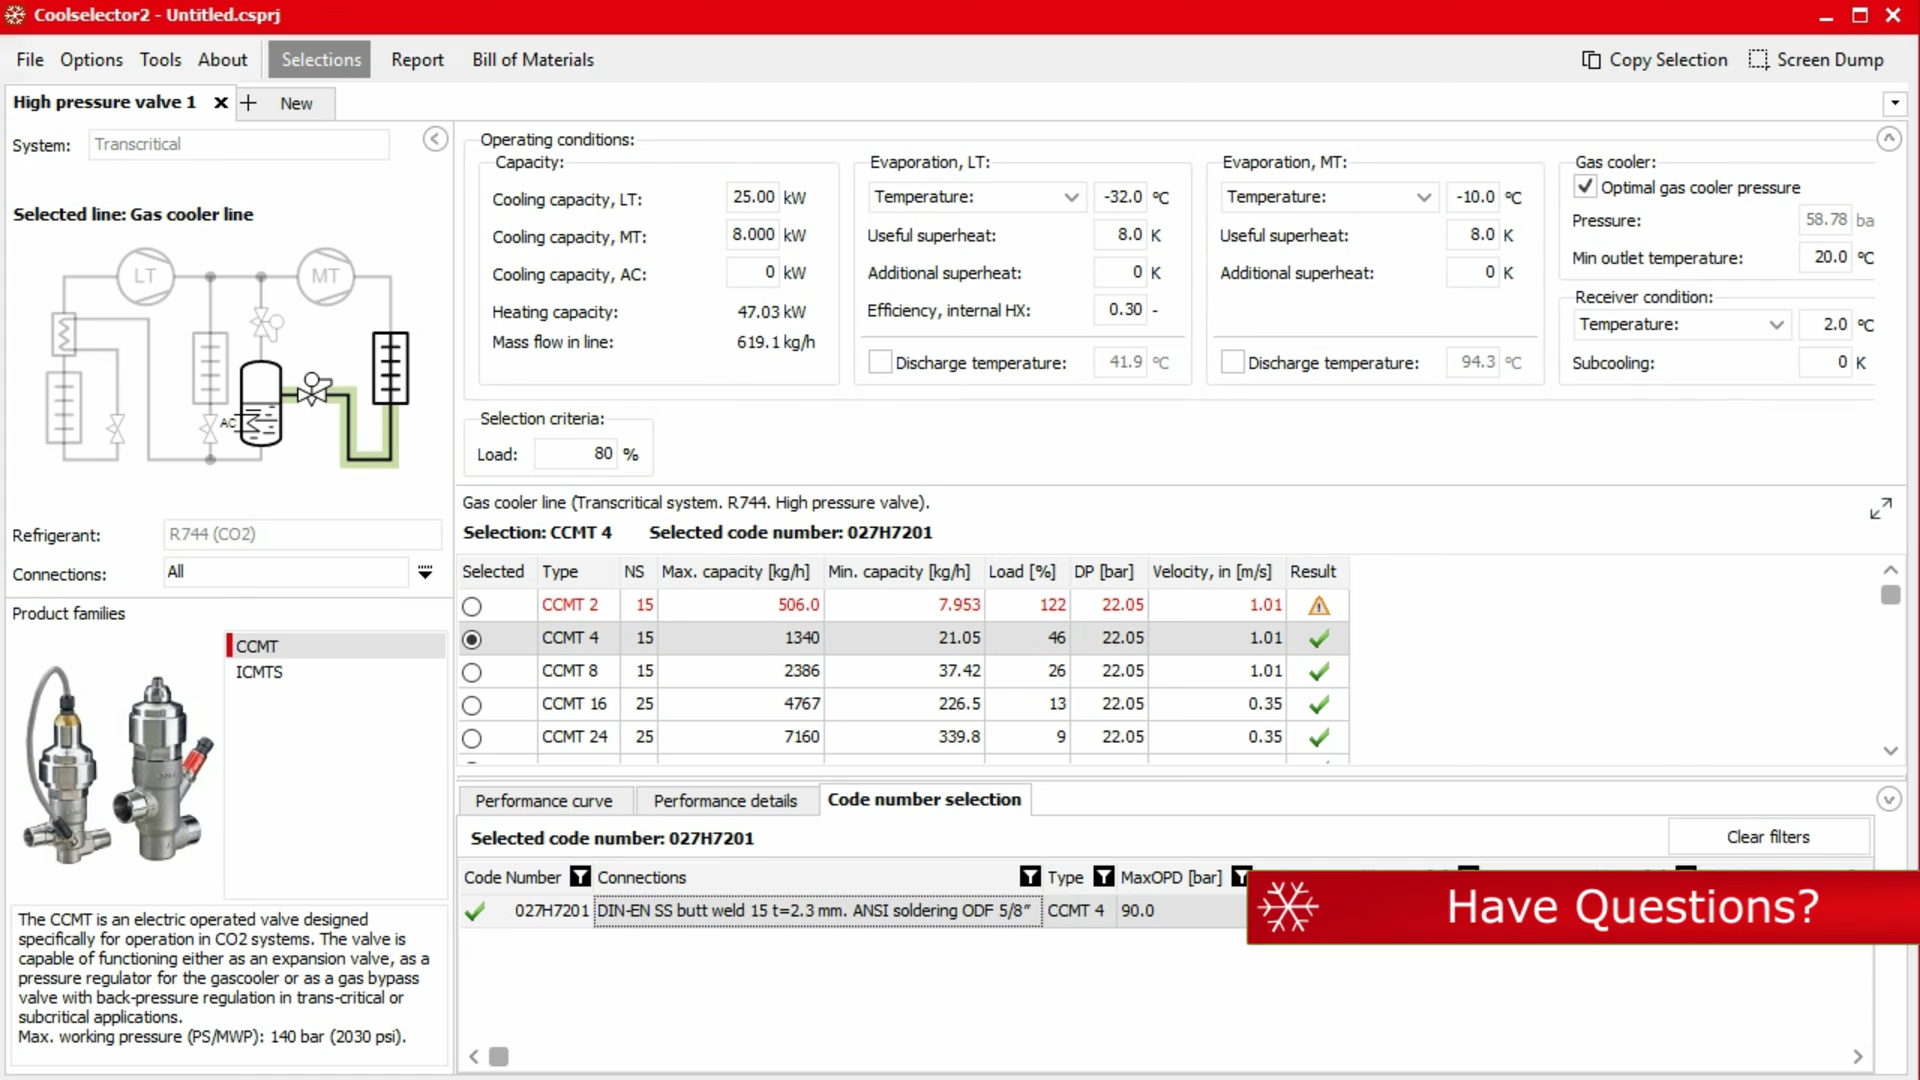 Coolselector2 - Untitled.csprj
File Options Tools About Selections Report Bill of Materials Copy Selection Screen Dump
High pressure valve 1 New
System: Transcritical
Selected line: Gas cooler line
LT MT
AC
Refrigerant: R744 (CO2)
Connections: All
Product families
CCMT
ICMTS
The CCMT is an electric operated valve designed
specifically for operation in CO2 systems. The valve is
capable of functioning either as an expansion valve, as a
pressure regulator for the gascooler or as a gas bypass
valve with back-pressure regulation in trans-critical or
subcritical applications.
Max. working pressure (PS/MWP): 140 bar (2030 psi).
Operating conditions:
Capacity:
Cooling capacity, LT: 25.00 kW
Cooling capacity, MT: 8.000 kW
Cooling capacity, AC: 0 kW
Heating capacity: 47.03 kW
Mass flow in line: 619.1 kg/h
Evaporation, LT:
Temperature: -32.0 °C
Useful superheat: 8.0 K
Additional superheat: 0 K
Efficiency, internal HX: 0.30 -
Discharge temperature: 41.9 °C
Evaporation, MT:
Temperature: -10.0 °C
Useful superheat: 8.0 K
Additional superheat: 0 K
Discharge temperature: 94.3 °C
Gas cooler:
Optimal gas cooler pressure
Pressure: 58.78 ba
Min outlet temperature: 20.0 °C
Receiver condition:
Temperature: 2.0 °C
Subcooling: 0 K
Selection criteria:
Load: 80 %
Gas cooler line (Transcritical system. R744. High pressure valve).
Selection: CCMT 4 Selected code number: 027H7201
Selected Type NS Max. capacity [kg/h] Min. capacity [kg/h] Load [%] DP [bar] Velocity, in [m/s] Result
CCMT 2 15 506.0 7.953 122 22.05 1.01
CCMT 4 15 1340 21.05 46 22.05 1.01
CCMT 8 15 2386 37.42 26 22.05 1.01
CCMT 16 25 4767 226.5 13 22.05 0.35
CCMT 24 25 7160 339.8 9 22.05 0.35
Performance curve Performance details Code number selection
Selected code number: 027H7201 Clear filters
Code Number Connections Type MaxOPD [bar]
027H7201 DIN-EN SS butt weld 15 t=2.3 mm. ANSI soldering ODF 5/8" CCMT 4 90.0
Have Questions?